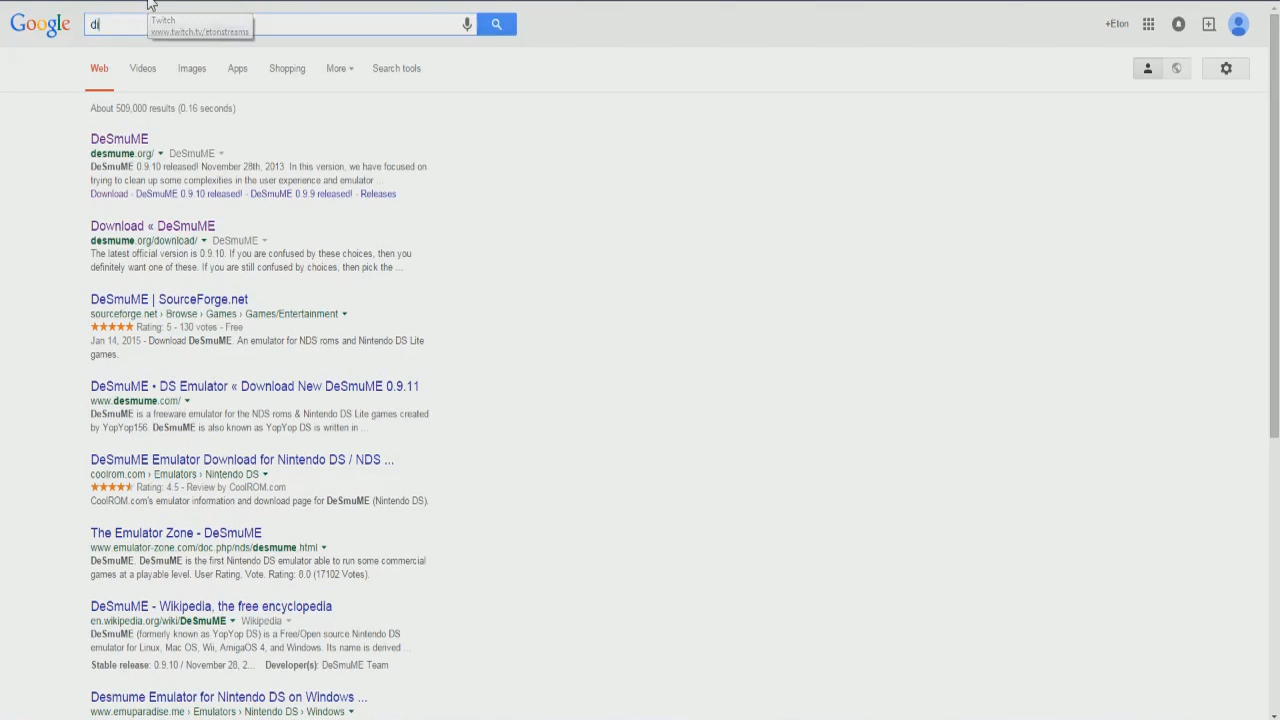 Google
di
Twitch
www.twitch.tv/etonstreams
+Eton
Web Videos Images Apps Shopping More Search tools
About 509,000 results (0.16 seconds)
DeSmuME
desmume.org/ DeSmuME
DeSmuME 0.9.10 released! November 28th, 2013. In this version, we have focused on
trying to clean up some complexities in the user experience and emulator ...
Download - DeSmuME 0.9.10 released! - DeSmuME 0.9.9 released! - Releases
Download « DeSmuME
desmume.org/download/ DeSmuME
The latest official version is 0.9.10. If you are confused by these choices, then you
definitely want one of these. If you are still confused by choices, then pick the ...
DeSmuME | SourceForge.net
sourceforge.net › Browse › Games › Games/Entertainment
Rating: 5 - 130 votes - Free
Jan 14, 2015 - Download DeSmuME. An emulator for NDS roms and Nintendo DS Lite
games.
DeSmuME • DS Emulator « Download New DeSmuME 0.9.11
www.desmume.com/
DeSmuME is a freeware emulator for the NDS roms & Nintendo DS Lite games created
by YopYop156. DeSmuME is also known as YopYop DS is written in ...
DeSmuME Emulator Download for Nintendo DS / NDS ...
coolrom.com › Emulators › Nintendo DS
Rating: 4.5 - Review by CoolROM.com
CoolROM.com's emulator information and download page for DeSmuME (Nintendo DS).
The Emulator Zone - DeSmuME
www.emulator-zone.com/doc.php/nds/desmume.html
DeSmuME. DeSmuME is the first Nintendo DS emulator able to run some commercial
games at a playable level. User Rating, Vote. Rating: 8.0 (17102 Votes).
DeSmuME - Wikipedia, the free encyclopedia
en.wikipedia.org/wiki/DeSmuME Wikipedia
DeSmuME (formerly known as YopYop DS) is a Free/Open source Nintendo DS
emulator for Linux, Mac OS, Wii, AmigaOS 4, and Windows. Its name is derived ...
Stable release: 0.9.10 / November 28, 2... Developer(s): DeSmuME Team
Desmume Emulator for Nintendo DS on Windows ...
www.emuparadise.me › Emulators › Nintendo DS › Windows